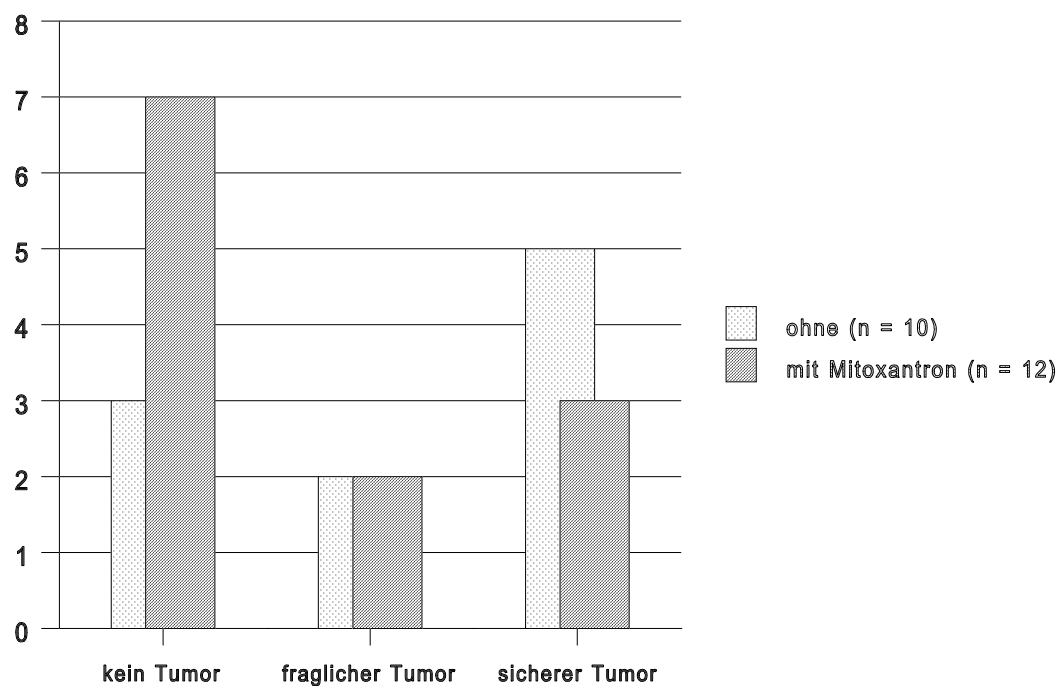 8
7
6
5
4
3
2
1
0
kein Tumor
fraglicher Tumor
sicherer Tumor
ohne (n = 10)
mit Mitoxantron (n = 12)